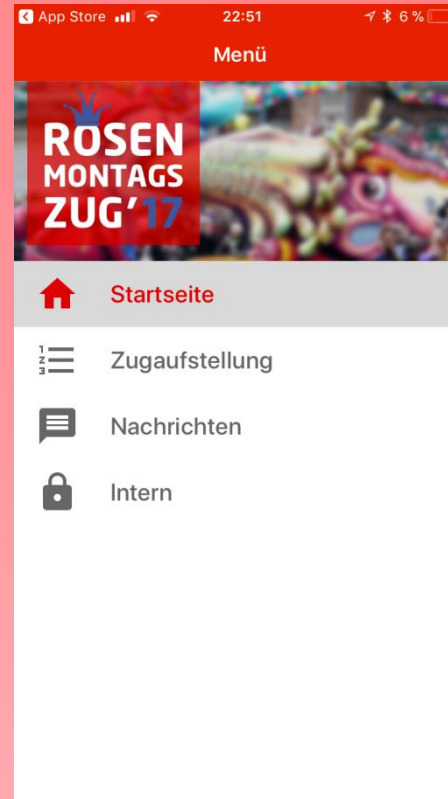 App Store 22:51 6 %
Menü
ROSEN
MONTAGS
ZUG'17
Startseite
1
2
3
Zugaufstellung
Nachrichten
Intern